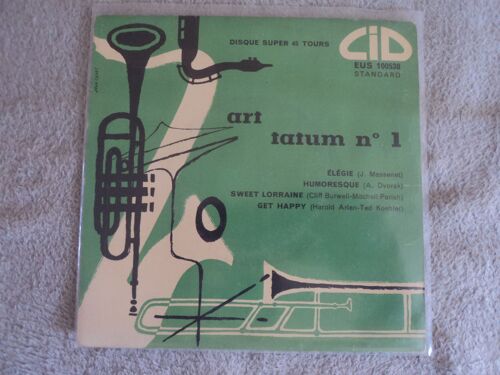 DISQUE SUPER 45 TOURS
CiD
EUS 100538
STANDARD
art
tatum n° 1
ÉLÉGIE (J. Massenet)
HUMORESQUE (A. Dvorak)
SWEET LORRAINE (Cliff Burwell-Mitchell Parish)
GET HAPPY (Harold Arlen-Ted Koehler)